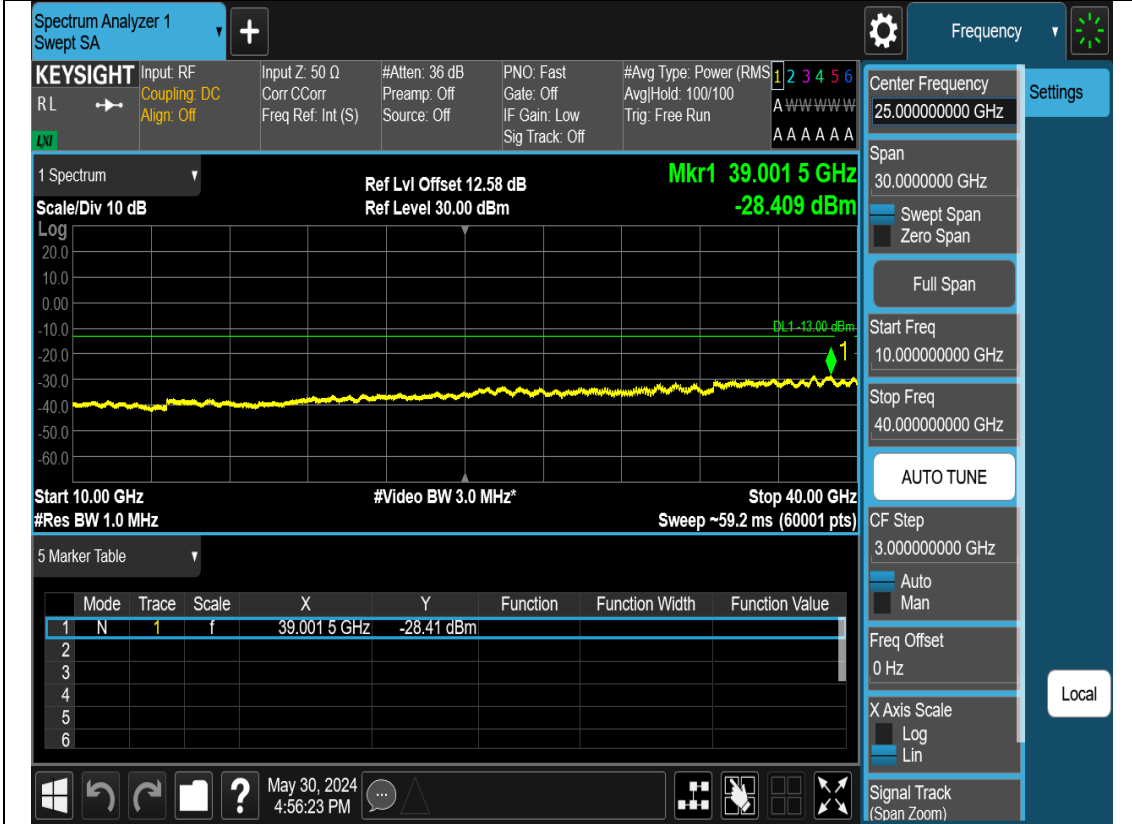 Spectrum Analyzer 1
Swept SA
+
Frequency
KEYSIGHT
RL
LXI
Input: RF
Coupling: DC
Align: Off
Input Z: 50 Ω
Corr CCorr
Freq Ref: Int (S)
#Atten: 36 dB
Preamp: Off
Source: Off
PNO: Fast
Gate: Off
IF Gain: Low
Sig Track: Off
#Avg Type: Power (RMS
Avg|Hold: 100/100
Trig: Free Run
1 2 3 4 5 6
A W W W W W
A A A A A A
1 Spectrum
Scale/Div 10 dB
Ref Lvl Offset 12.58 dB
Ref Level 30.00 dBm
Mkr1 39.001 5 GHz
-28.409 dBm
Log
20.0
10.0
0.00
-10.0
-20.0
-30.0
-40.0
-50.0
-60.0
DL1 -13.00 dBm
1
Start 10.00 GHz
#Video BW 3.0 MHz*
Stop 40.00 GHz
#Res BW 1.0 MHz
Sweep ~59.2 ms (60001 pts)
5 Marker Table
Mode Trace Scale X Y Function Function Width Function Value
1 N 1 f 39.001 5 GHz -28.41 dBm
2
3
4
5
6
Center Frequency
25.000000000 GHz
Settings
Span
30.0000000 GHz
Swept Span
Zero Span
Full Span
Start Freq
10.000000000 GHz
Stop Freq
40.000000000 GHz
AUTO TUNE
CF Step
3.000000000 GHz
Auto
Man
Freq Offset
0 Hz
X Axis Scale
Log
Lin
Local
Signal Track
(Span Zoom)
?
May 30, 2024
4:56:23 PM